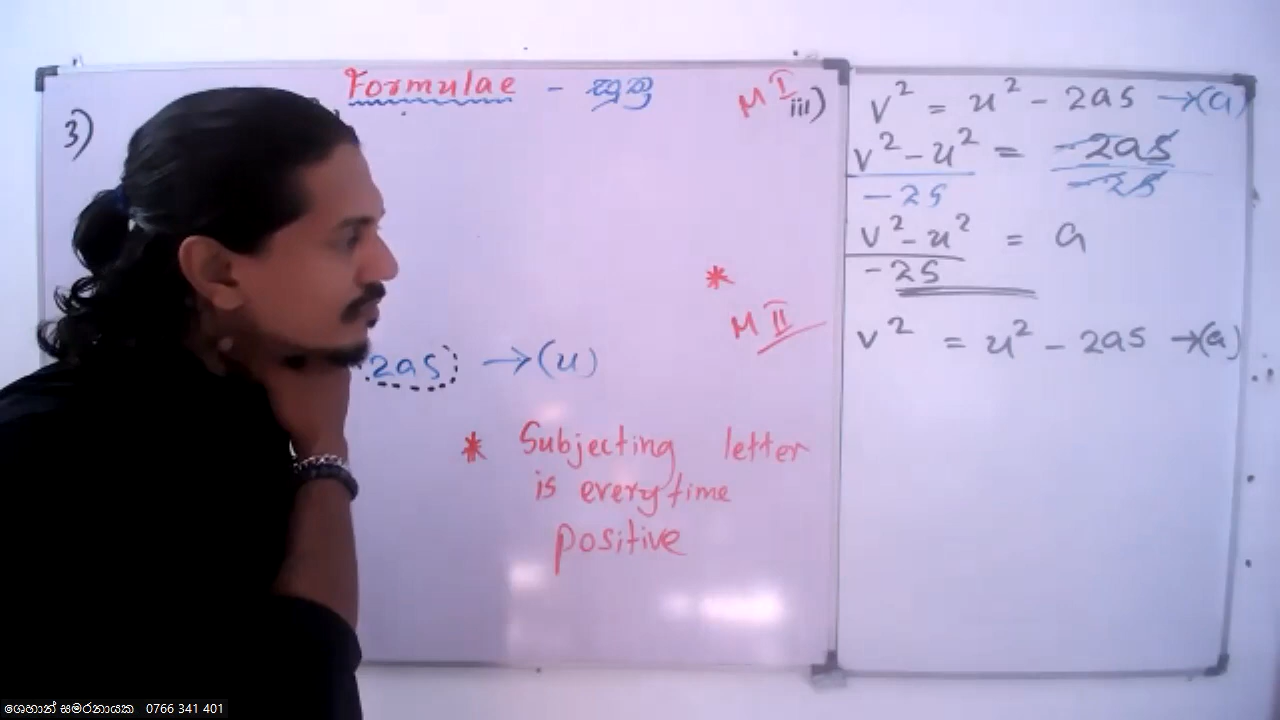 Formulae - සූත්‍ර
3)
2as →(u)
* Subjecting letter
is everytime
positive
M I
iii)
v² = u² - 2as →(a)
v² - u² = -2as
-2s -2s
v² - u² = a
-2s
*
M II
v² = u² - 2as →(a)
ශෙහාන් සමරනායක 0766 341 401